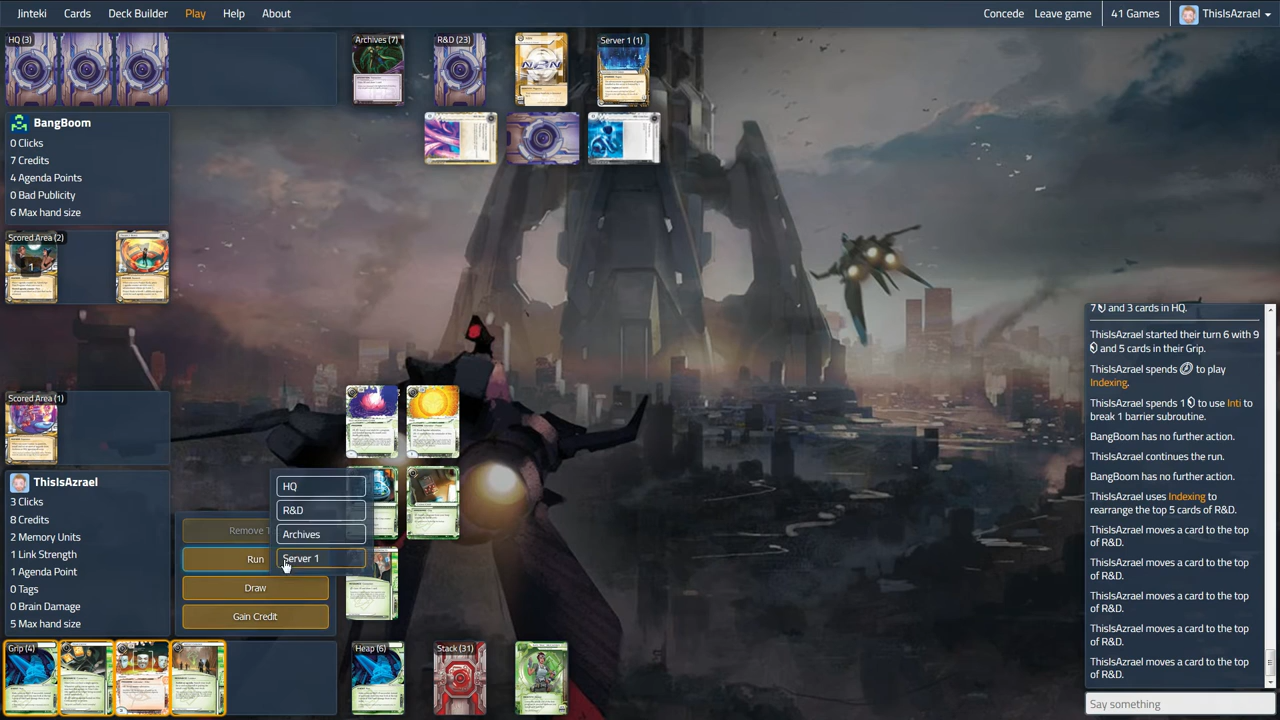 Jinteki
Cards
Deck Builder
Play
Help
About
Concede
Leave game
41 Games
ThisIsAzrael
HQ (3)
Archives (7)
R&D (23)
Server 1 (1)
BangBoom
0 Clicks
7 Credits
4 Agenda Points
0 Bad Publicity
6 Max hand size
Scored Area (2)
1
Scored Area (1)
ThisIsAzrael
3 Clicks
8 Credits
2 Memory Units
1 Link Strength
1 Agenda Point
0 Tags
0 Brain Damage
5 Max hand size
Remove T
Run
Draw
Gain Credit
HQ
R&D
Archives
Server 1
Grip (4)
Heap (6)
Stack (31)
and 3 cards in HQ.
ThisIsAzrael started their turn 6 with 9
and 5 cards in their Grip.
ThisIsAzrael spends to play
Indexing.
to use Inti to
break 1 barrier subroutine.
BangBoom has no further action.
ThisIsAzrael continues the run.
BangBoom has no further action.
ThisIsAzrael uses Indexing to
rearrange the top 5 cards of R&D.
ThisIsAzrael moves a card to the top
of R&D.
ThisIsAzrael moves a card to the top
of R&D.
ThisIsAzrael moves a card to the top
of R&D.
ThisIsAzrael moves a card to the top
of R&D.
ThisIsAzrael moves a card to the top
of R&D.
Say something